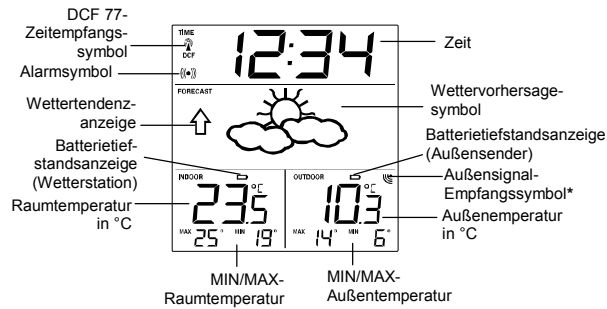 DCF 77-
Zeitempfangs-
symbol
Alarmsymbol
Wettertendenz-
anzeige
Batterietief-
standsanzeige
(Wetterstation)
Raumtemperatur
in °C
TIME
DCF
12:34
FORECAST
INDOOR
23.5 °C
MAX 25° MIN 19°
OUTDOOR
10.3 °C
MAX 14° MIN 6°
Zeit
Wettervorhersage-
symbol
Batterietiefstandsanzeige
(Außensender)
Außensignal-
Empfangssymbol*
Außenemperatur
in °C
MIN/MAX-
Raumtemperatur
MIN/MAX-
Außentemperatur